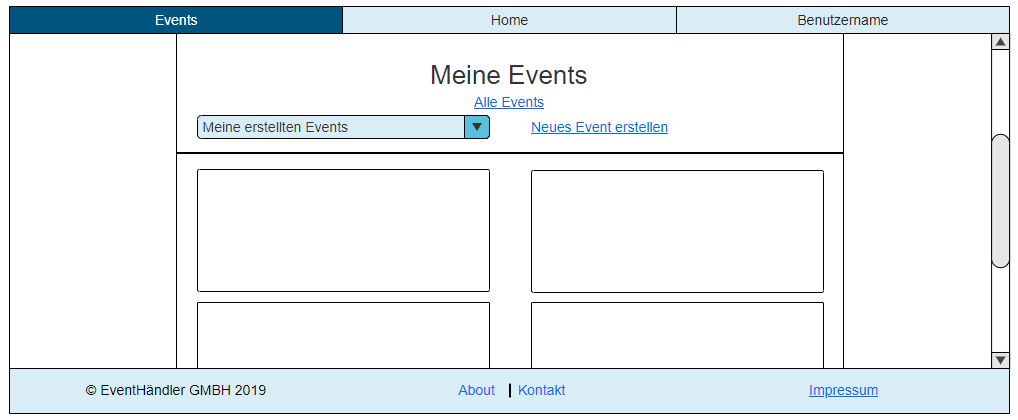 Events Home Benutzername
Meine Events
Alle Events
Meine erstellten Events Neues Event erstellen
© EventHändler GMBH 2019 About | Kontakt Impressum